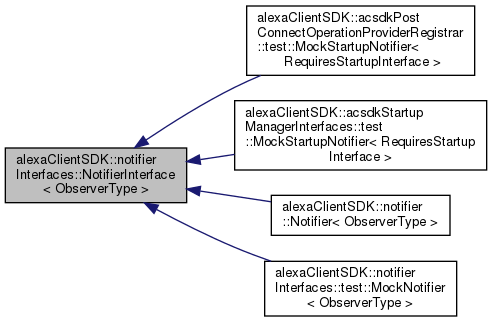 alexaClientSDK::acsdkPost
ConnectOperationProviderRegistrar
::test::MockStartupNotifier<
RequiresStartupInterface >
alexaClientSDK::acsdkStartup
ManagerInterfaces::test
::MockStartupNotifier< RequiresStartup
Interface >
alexaClientSDK::notifier
Interfaces::NotifierInterface
< ObserverType >
alexaClientSDK::notifier
::Notifier< ObserverType >
alexaClientSDK::notifier
Interfaces::test::MockNotifier
< ObserverType >